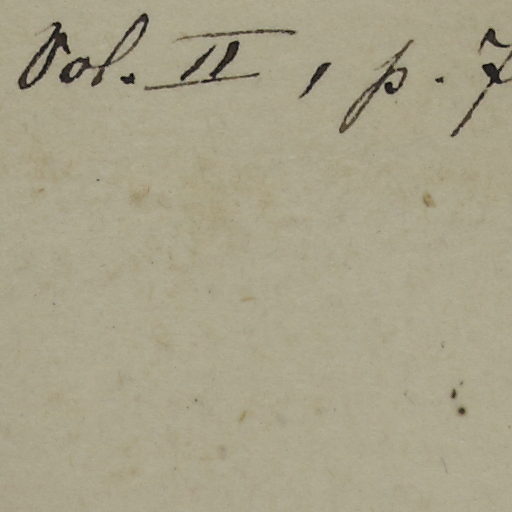 Vol. II, p. 7